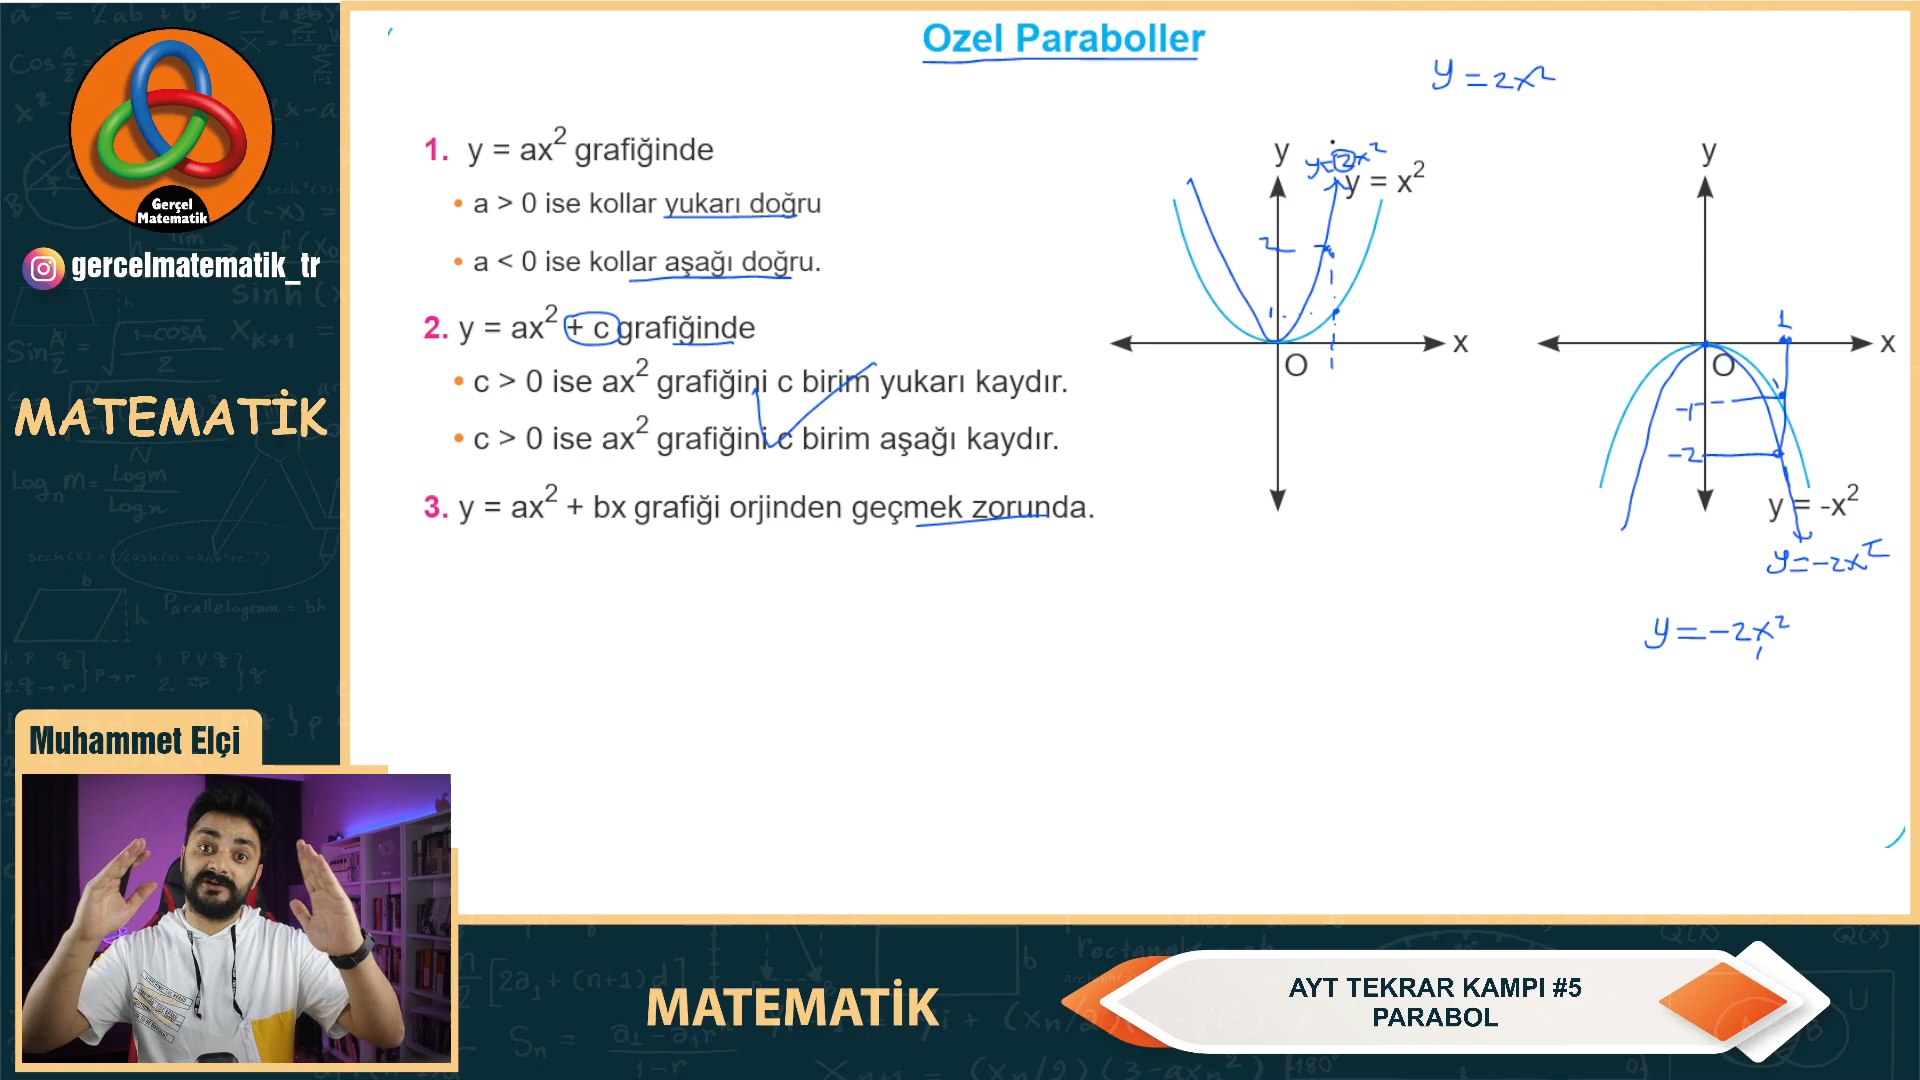 Ozel Paraboller
y = 2x²
1. y = ax² grafiğinde
• a > 0 ise kollar yukarı doğru
• a < 0 ise kollar aşağı doğru.
2. y = ax² + c grafiğinde
• c > 0 ise ax² grafiğini c birim yukarı kaydır.
• c > 0 ise ax² grafiğini c birim aşağı kaydır.
3. y = ax² + bx grafiği orjinden geçmek zorunda.
y
y=2x²
y = x²
2
1
x
O
y
1
x
O
-1
-2
y = -x²
y=-2x²
y=-2x²
Gerçel
Matematik
gercelmatematik_tr
MATEMATİK
Muhammet Elçi
MATEMATİK
AYT TEKRAR KAMPI #5
PARABOL